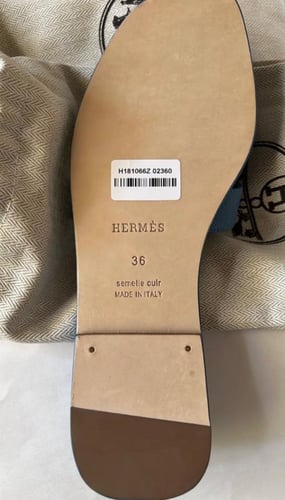 H181066Z 02360
HERMÈS
36
semelle cuir
MADE IN ITALY